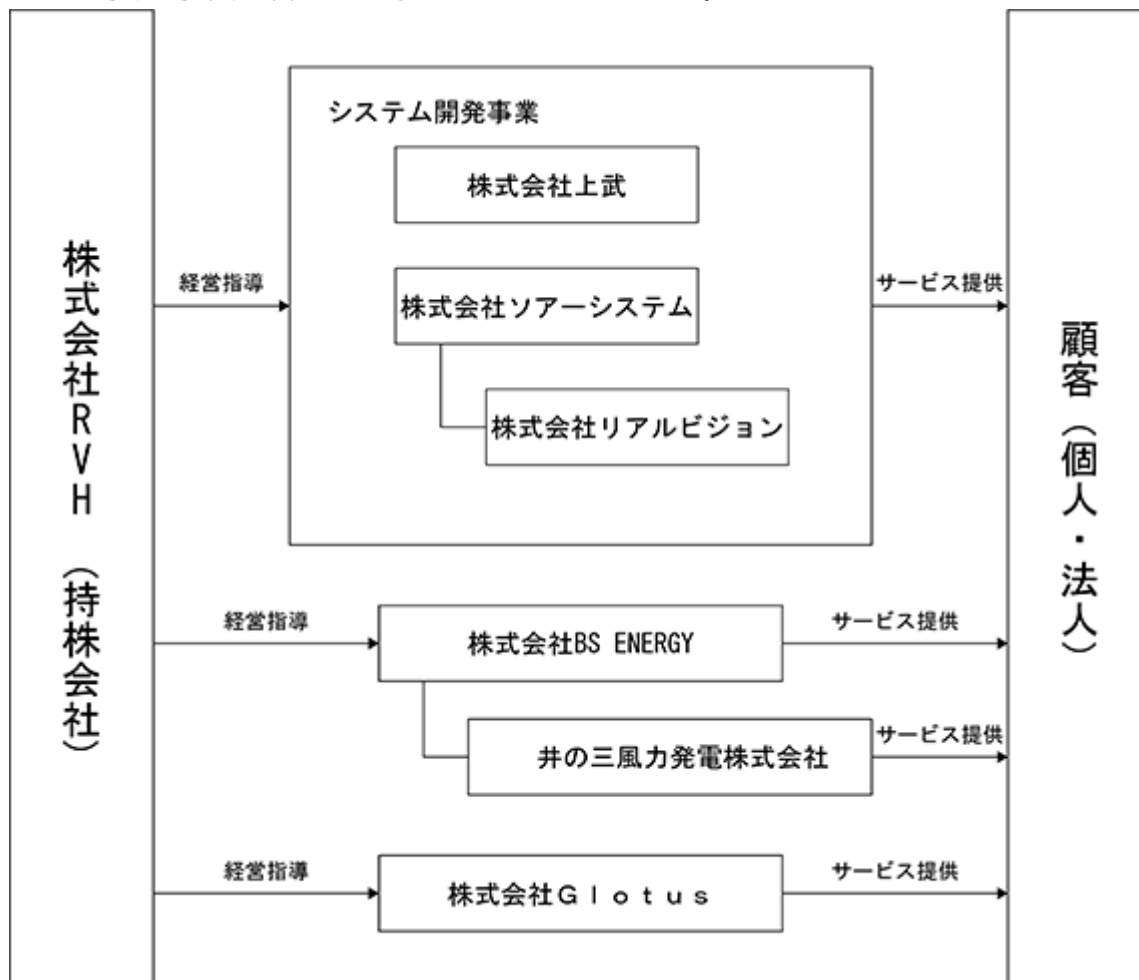 株式会社RVH (持株会社)
システム開発事業
株式会社上武
経営指導
株式会社ソアーシステム
サービス提供
株式会社リアルビジョン
顧客(個人・法人)
経営指導
株式会社BS ENERGY
サービス提供
井の三風力発電株式会社
サービス提供
経営指導
株式会社Ｇｌｏｔｕｓ
サービス提供